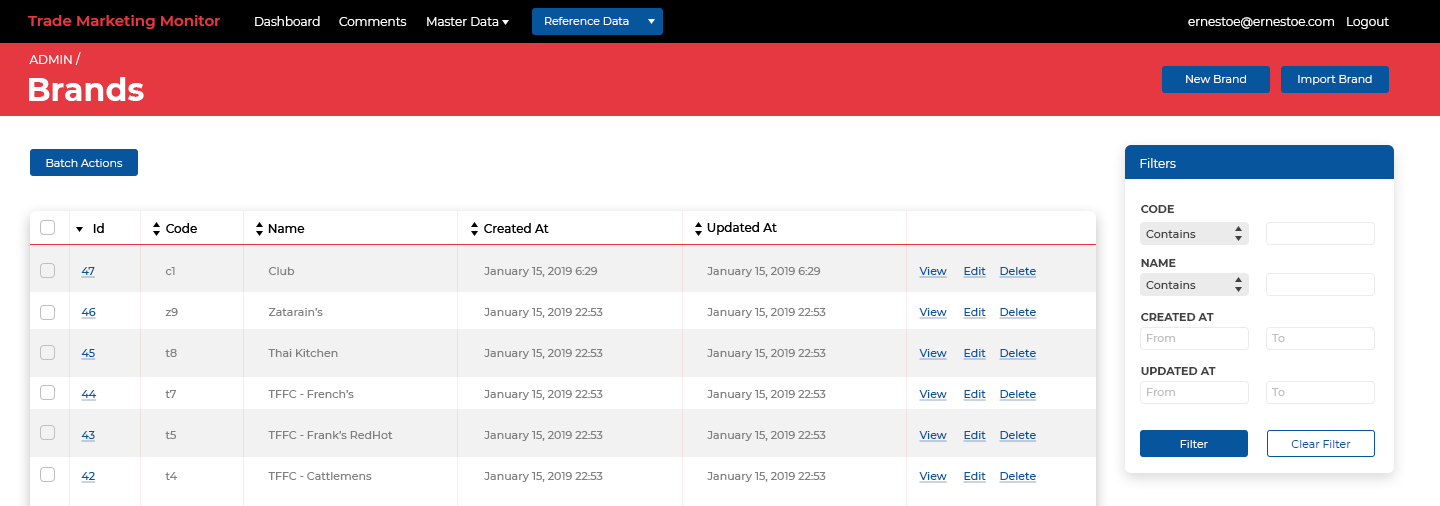 Trade Marketing Monitor Dashboard Comments Master Data Reference Data ernestoe@ernestoe.com Logout
ADMIN /
Brands
New Brand Import Brand
Batch Actions
Id Code Name Created At Updated At
47 c1 Club January 15, 2019 6:29 January 15, 2019 6:29 View Edit Delete
46 z9 Zatarain's January 15, 2019 22:53 January 15, 2019 22:53 View Edit Delete
45 t8 Thai Kitchen January 15, 2019 22:53 January 15, 2019 22:53 View Edit Delete
44 t7 TFFC - French's January 15, 2019 22:53 January 15, 2019 22:53 View Edit Delete
43 t5 TFFC - Frank's RedHot January 15, 2019 22:53 January 15, 2019 22:53 View Edit Delete
42 t4 TFFC - Cattlemens January 15, 2019 22:53 January 15, 2019 22:53 View Edit Delete
Filters
CODE
Contains
NAME
Contains
CREATED AT
From To
UPDATED AT
From To
Filter Clear Filter